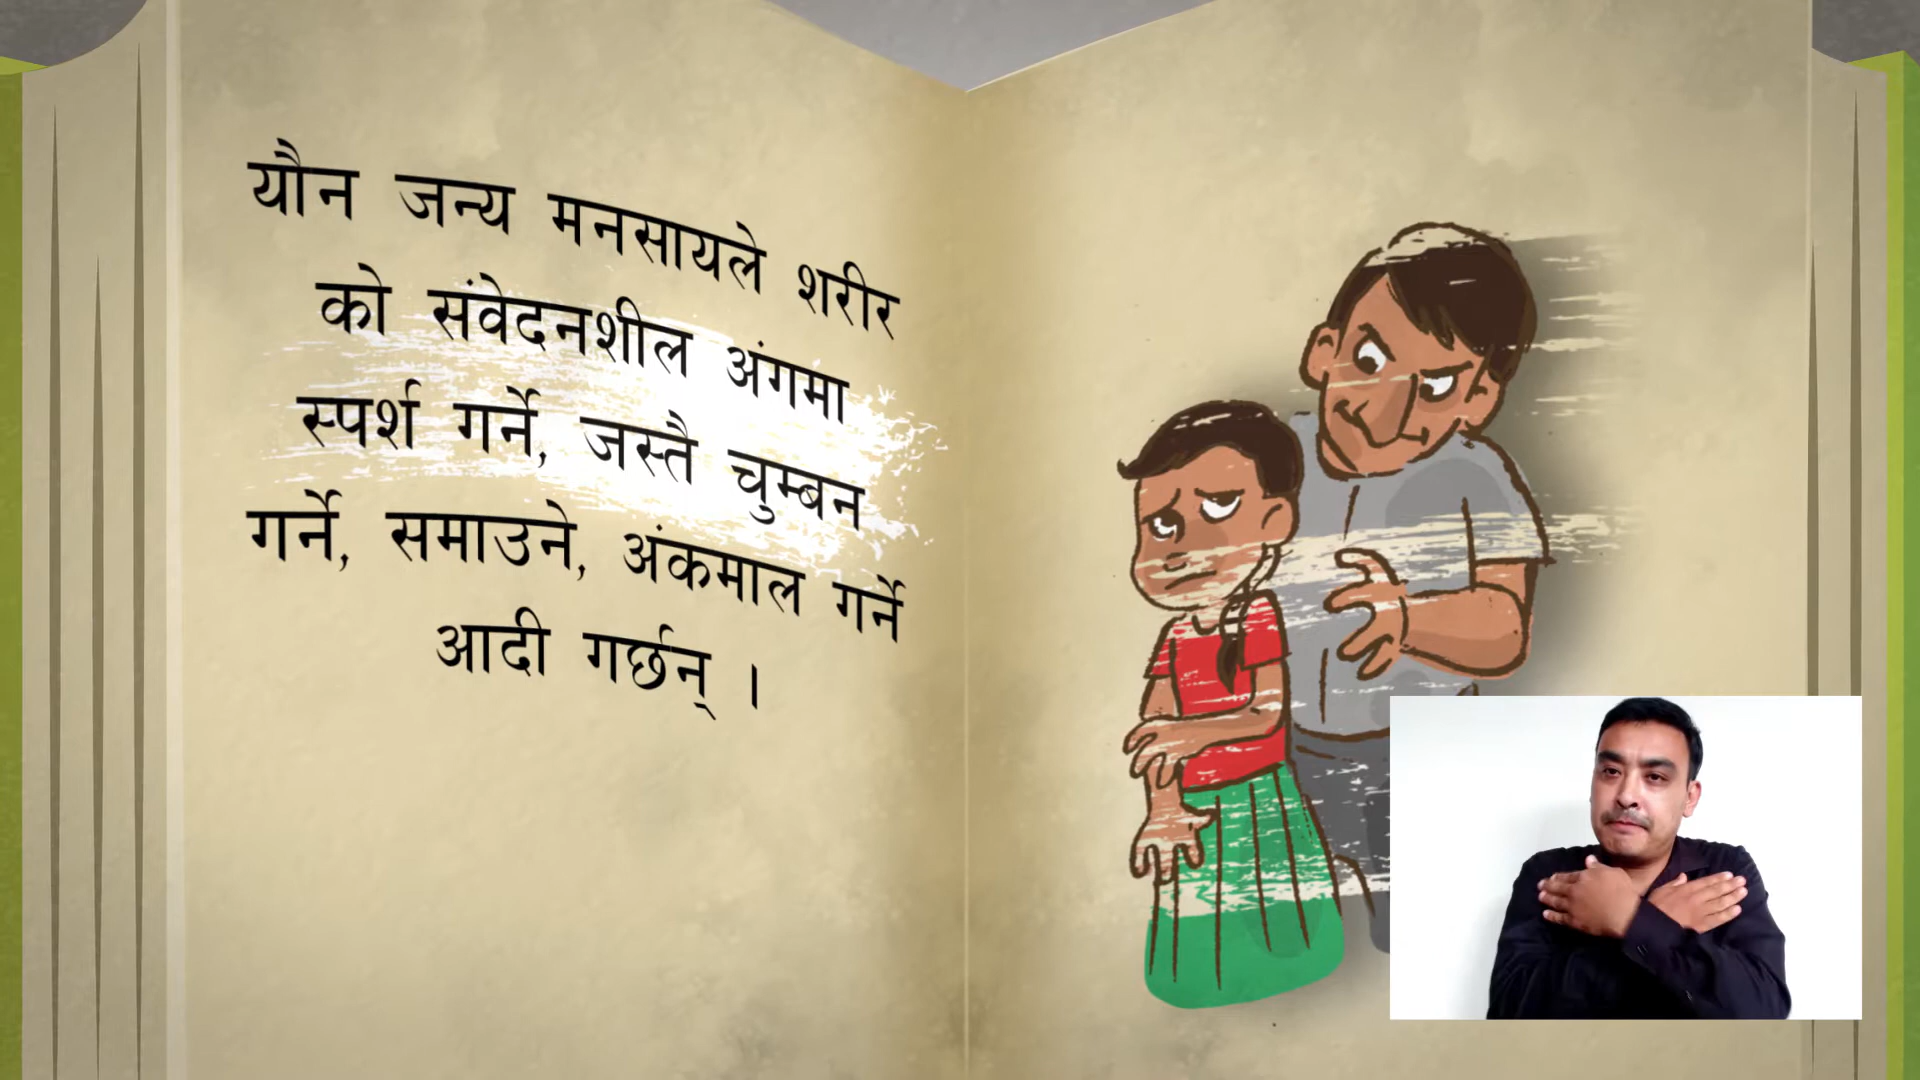 यौन जन्य मनसायले शरीर
को संवेदनशील अंगमा
स्पर्श गर्ने, जस्तै चुम्बन
गर्ने, समाउने, अंकमाल गर्ने
आदी गर्छन् ।